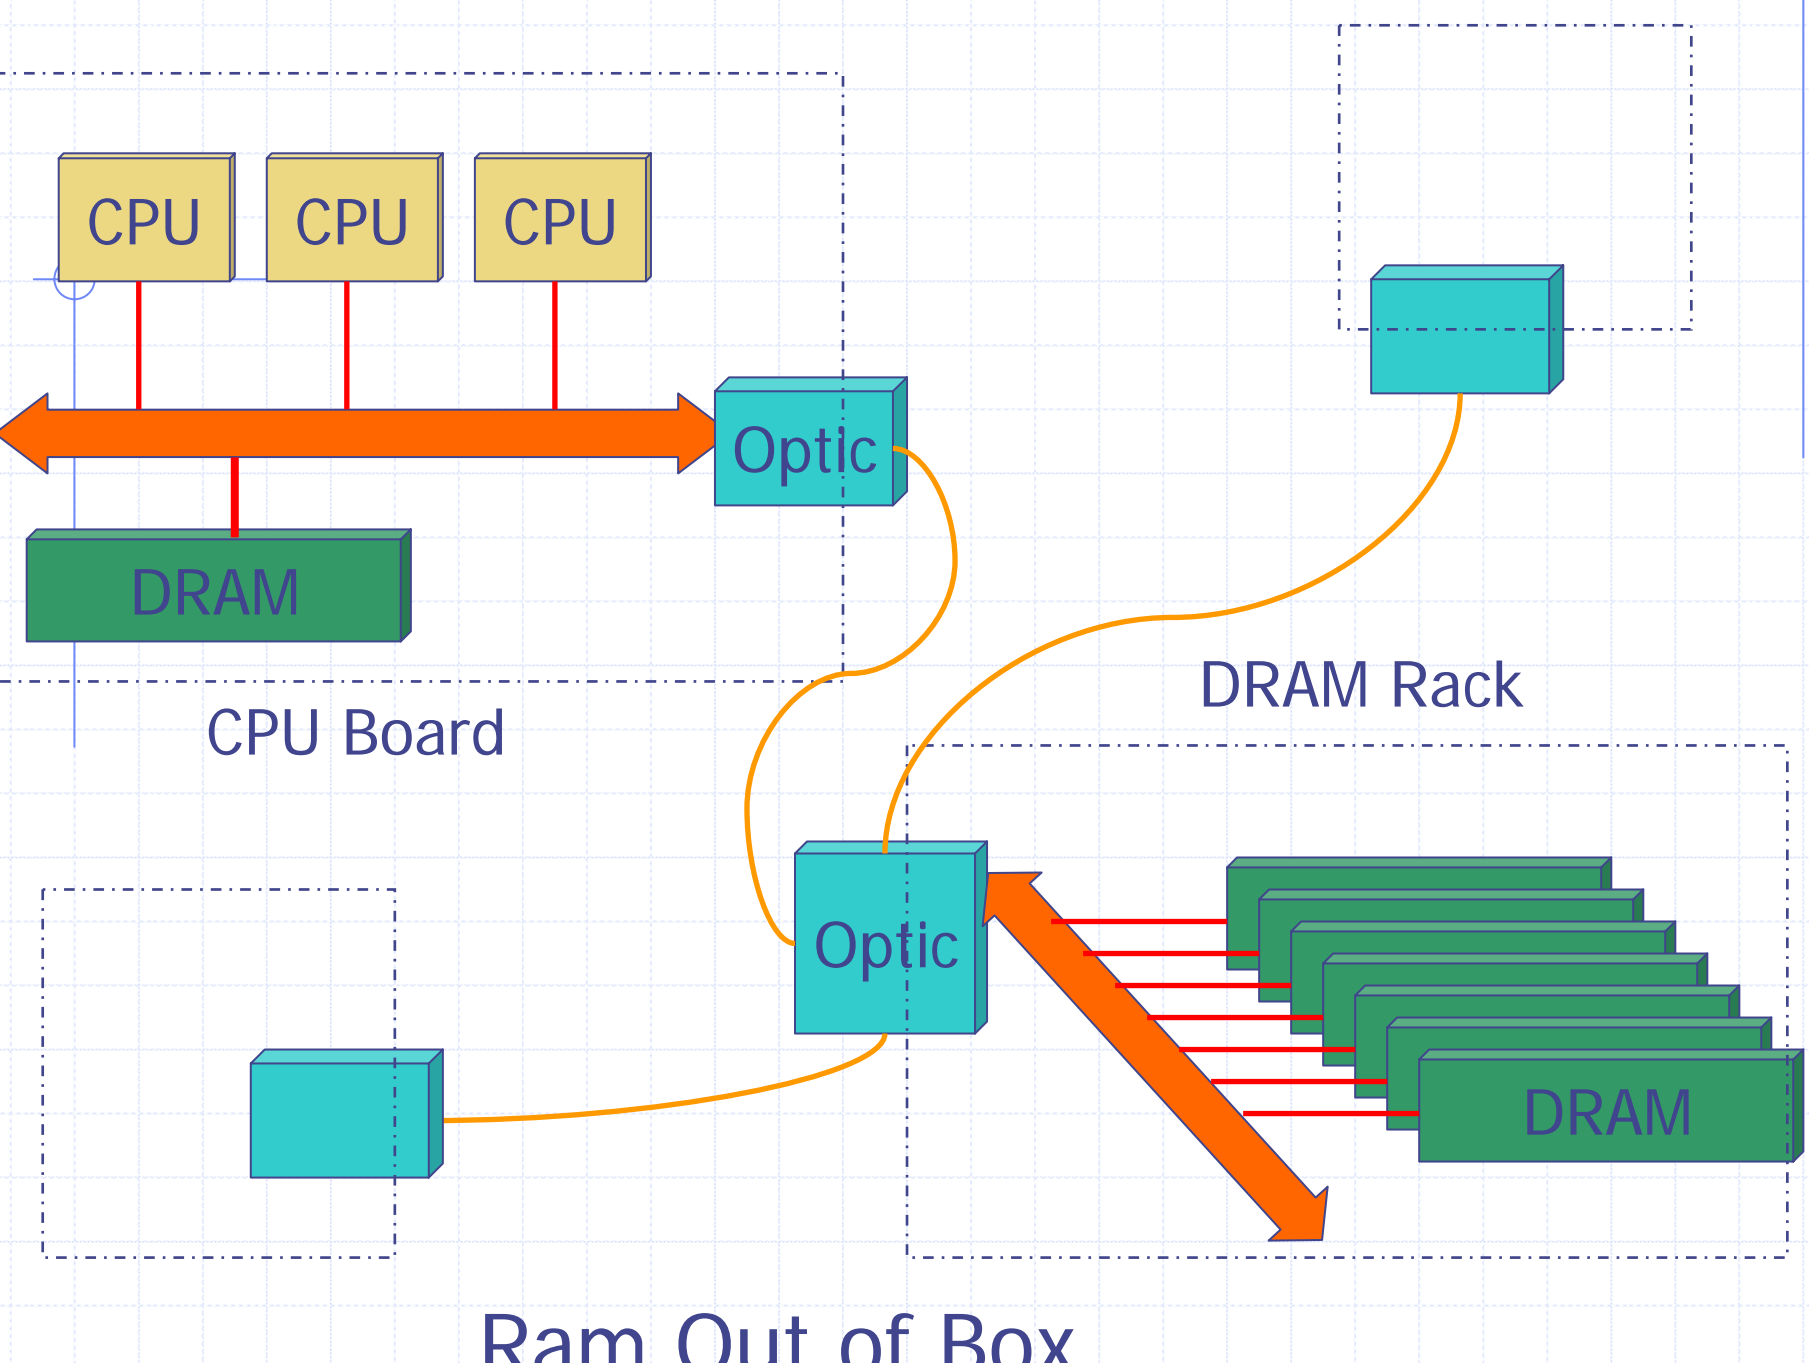 CPU CPU CPU
Optic
DRAM
CPU Board
DRAM Rack
Optic
DRAM
Ram Out of Box